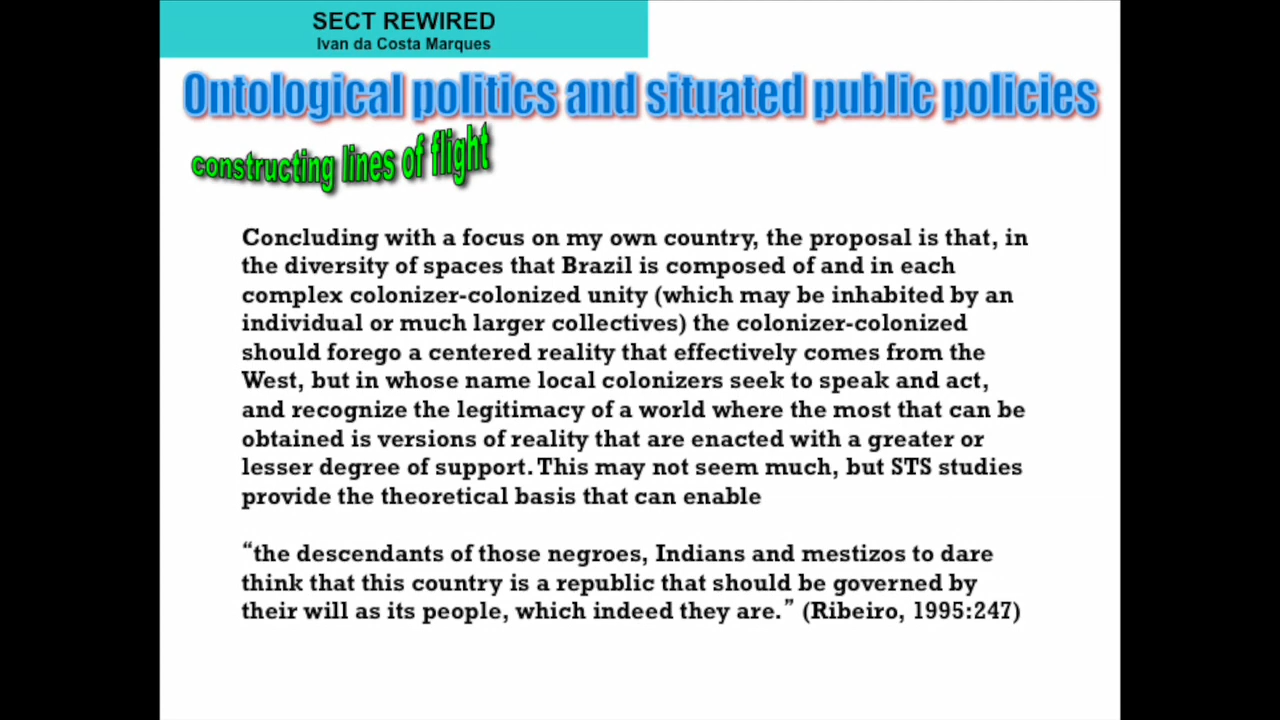 SECT REWIRED
Ivan da Costa Marques
Ontological politics and situated public policies
constructing lines of flight
Concluding with a focus on my own country, the proposal is that, in
the diversity of spaces that Brazil is composed of and in each
complex colonizer-colonized unity (which may be inhabited by an
individual or much larger collectives) the colonizer-colonized
should forego a centered reality that effectively comes from the
West, but in whose name local colonizers seek to speak and act,
and recognize the legitimacy of a world where the most that can be
obtained is versions of reality that are enacted with a greater or
lesser degree of support. This may not seem much, but STS studies
provide the theoretical basis that can enable
“the descendants of those negroes, Indians and mestizos to dare
think that this country is a republic that should be governed by
their will as its people, which indeed they are.” (Ribeiro, 1995:247)